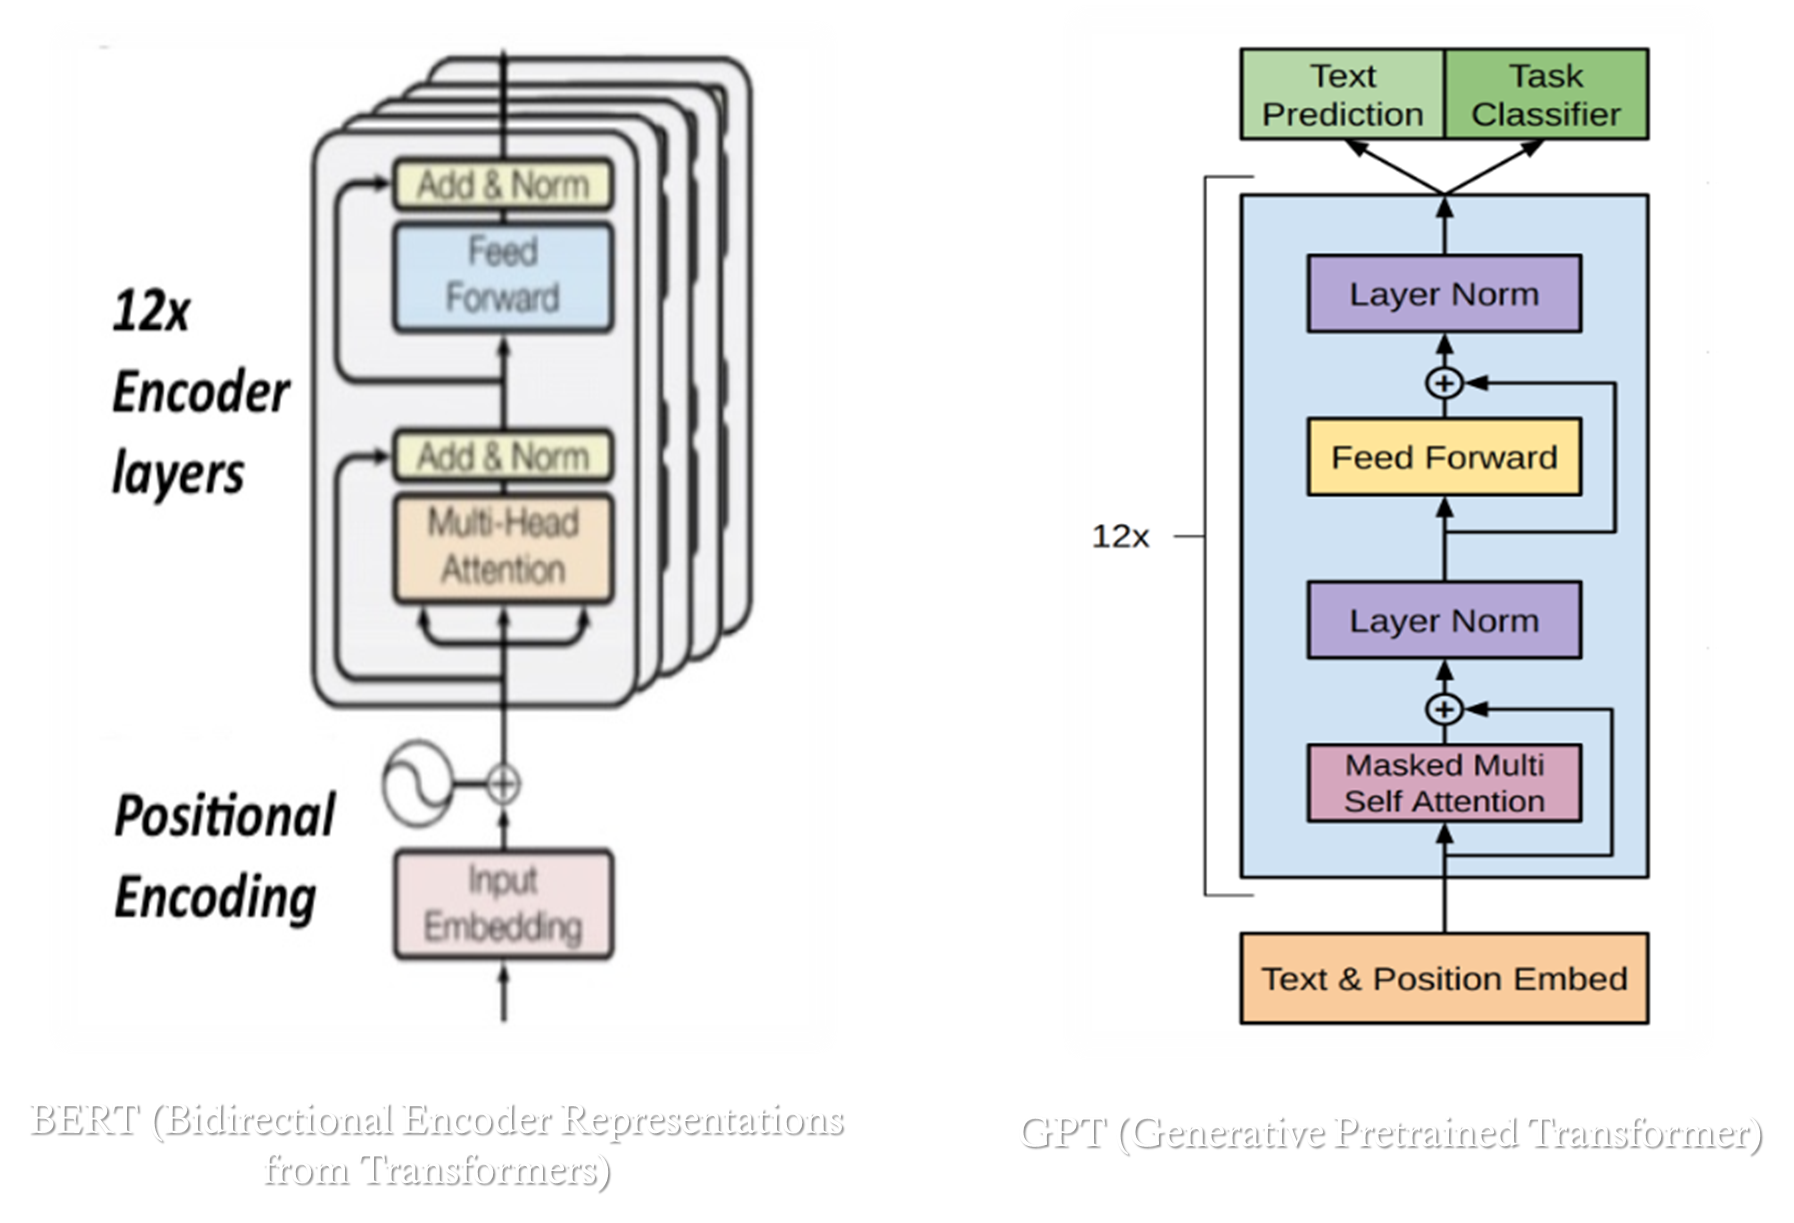 12x
Encoder
layers
Add & Norm
Feed
Forward
Add & Norm
Multi-Head
Attention
Positional
Encoding
Input
Embedding
BERT (Bidirectional Encoder Representations
from Transformers)
Text
Prediction
Task
Classifier
12x
Layer Norm
Feed Forward
Layer Norm
Masked Multi
Self Attention
Text & Position Embed
GPT (Generative Pretrained Transformer)